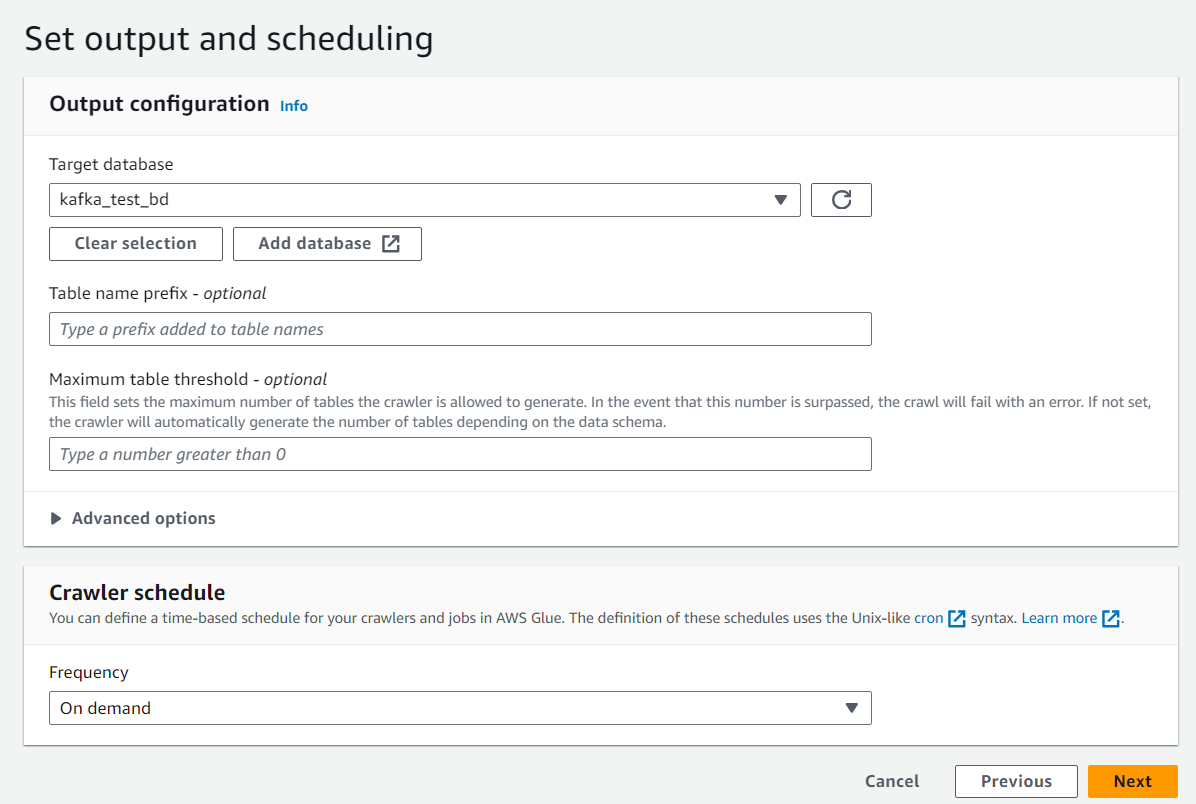 Set output and scheduling
Output configuration Info
Target database
kafka_test_bd
Clear selection Add database
Table name prefix - optional
Type a prefix added to table names
Maximum table threshold - optional
This field sets the maximum number of tables the crawler is allowed to generate. In the event that this number is surpassed, the crawl will fail with an error. If not set,
the crawler will automatically generate the number of tables depending on the data schema.
Type a number greater than 0
Advanced options
Crawler schedule
You can define a time-based schedule for your crawlers and jobs in AWS Glue. The definition of these schedules uses the Unix-like cron syntax. Learn more .
Frequency
On demand
Cancel Previous Next